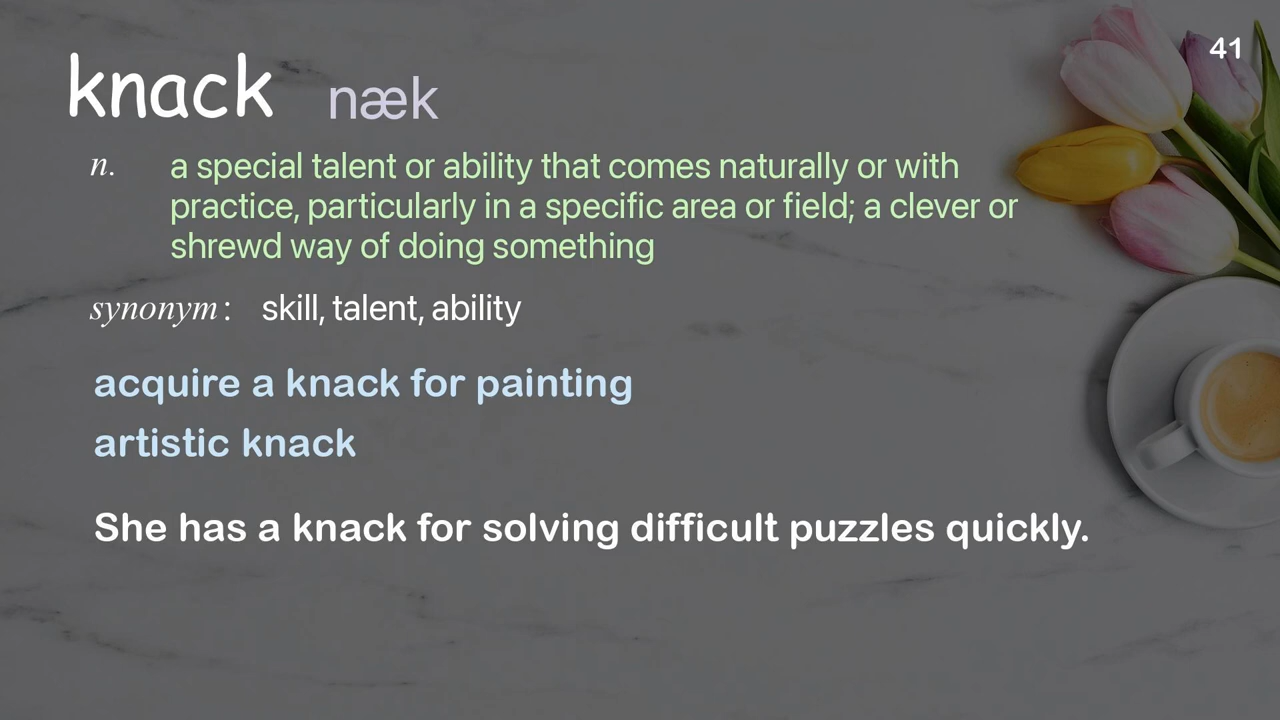 41
knack næk
n. a special talent or ability that comes naturally or with
practice, particularly in a specific area or field; a clever or
shrewd way of doing something
synonym: skill, talent, ability
acquire a knack for painting
artistic knack
She has a knack for solving difficult puzzles quickly.